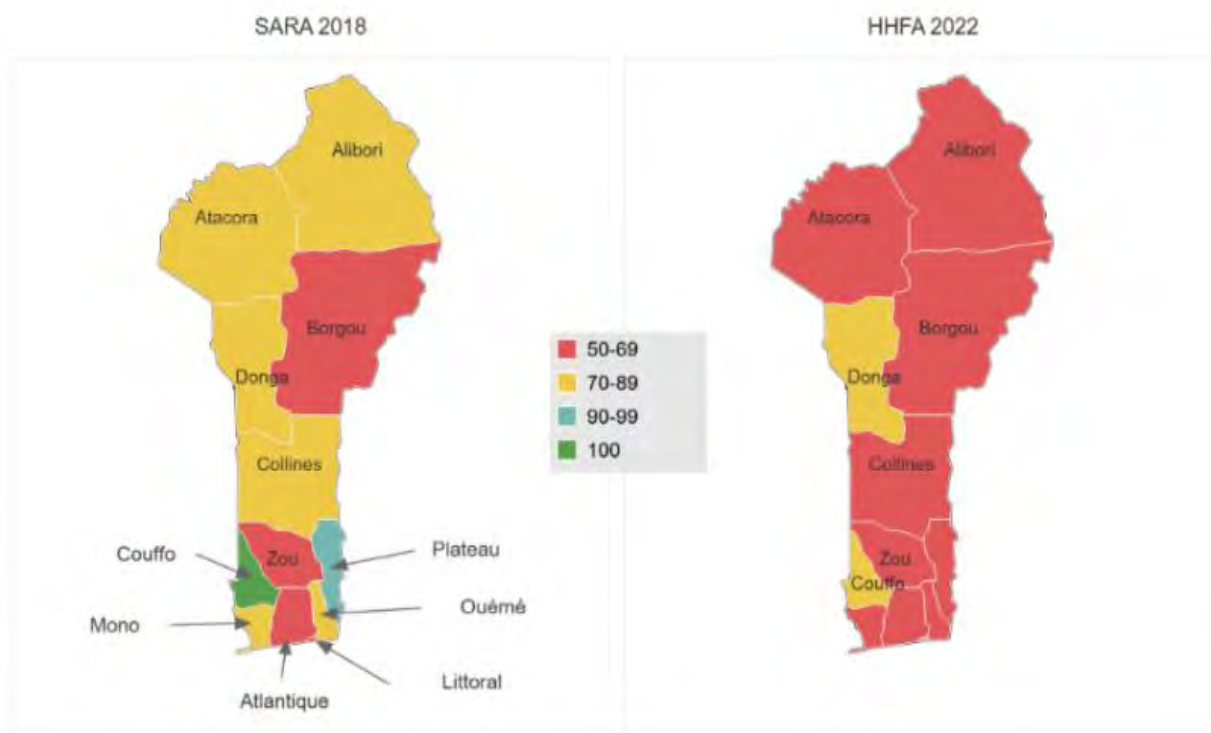 SARA 2018
HHFA 2022
Alibori
Atacora
Borgou
Donga
Collines
Couffo
Zou
Plateau
Mono
Ouémé
Littoral
Atlantique
50-69
70-89
90-99
100
Alibori
Atacora
Borgou
Donga
Collines
Zou
Couffo